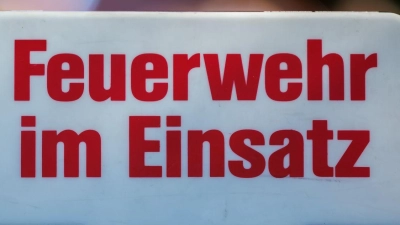 Feuerwehr
im Einsatz